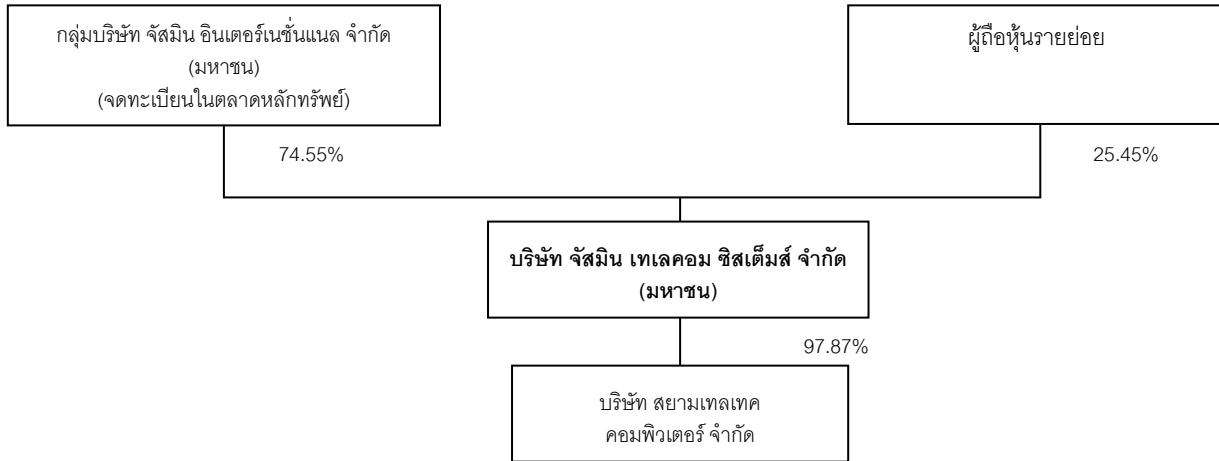 กลุ่มบริษัท จัสมิน อินเตอร์เนชั่นแนล จำกัด
(มหาชน)
(จดทะเบียนในตลาดหลักทรัพย์)
ผู้ถือหุ้นรายย่อย
74.55%
25.45%
บริษัท จัสมิน เทเลคอม ซิสเต็มส์ จำกัด
(มหาชน)
97.87%
บริษัท สยามเทลเทค
คอมพิวเตอร์ จำกัด